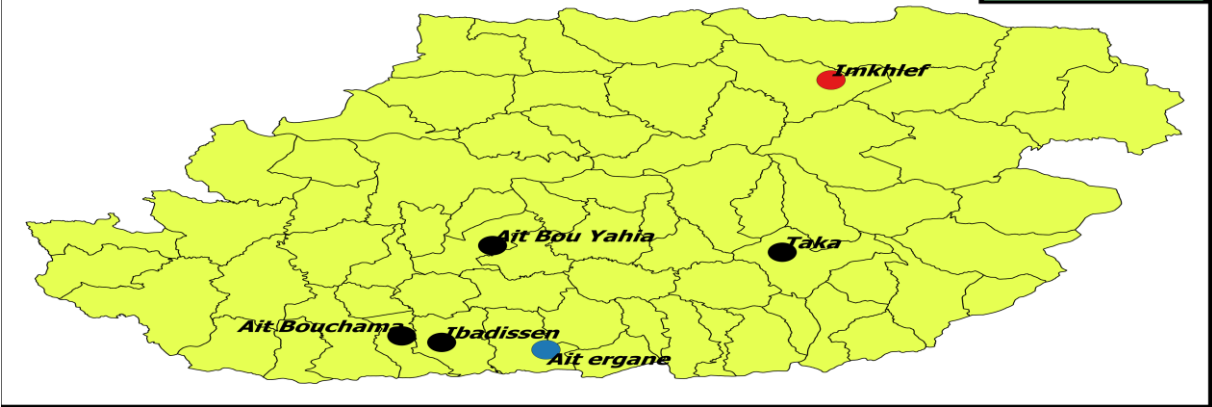 Imkhlef
Ait Bou Yahia
Taka
Ait Bouchama
Ibadissen
Ait ergane